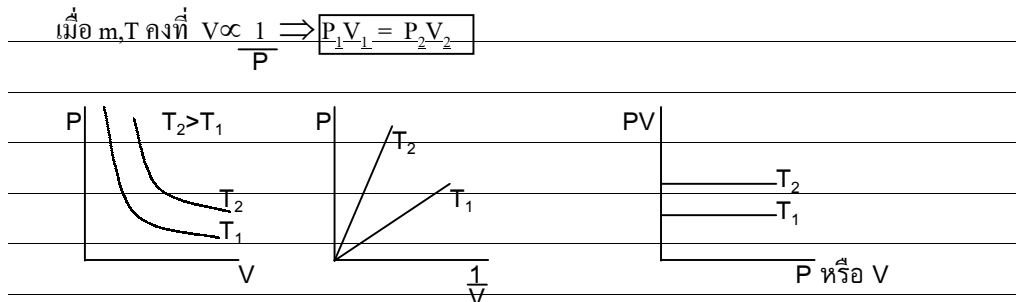 เมื่อ m,T คงที่ V∝ 1/P ⇒ P₁V₁ = P₂V₂
P T₂>T₁ P PV
T₂
T₂ T₁ T₂
T₁ T₁
V 1/V P หรือ V